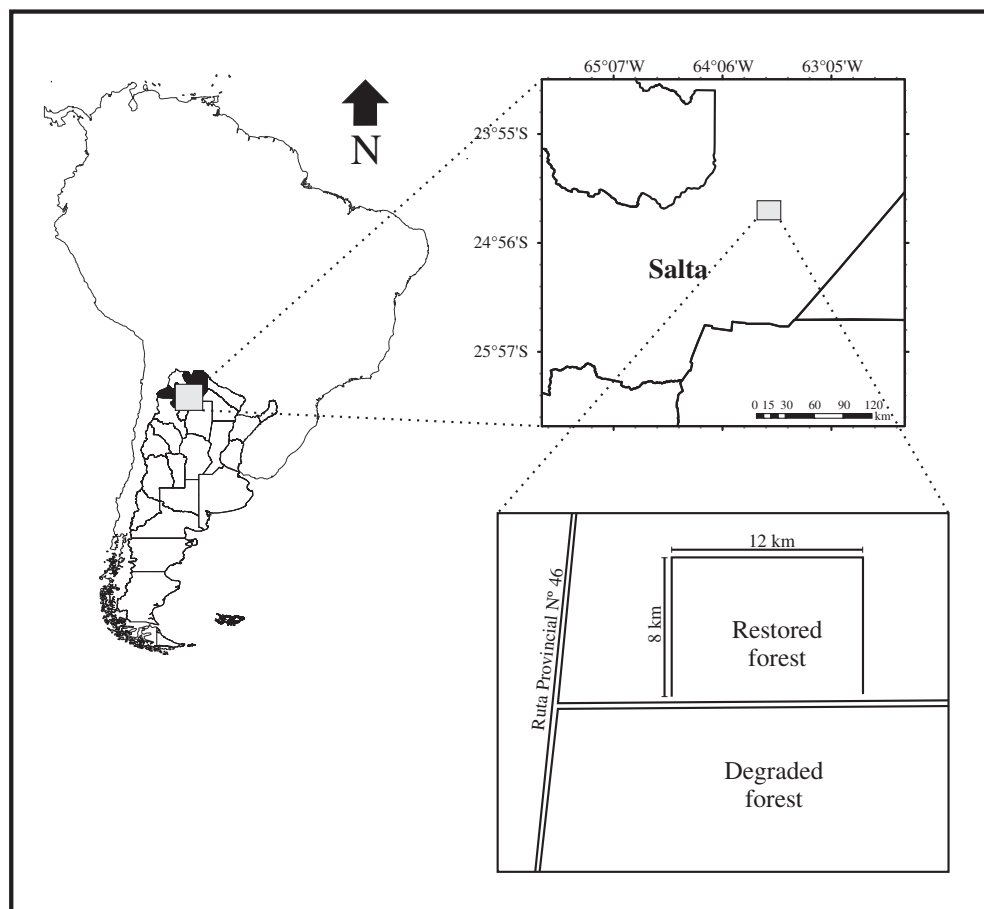 65°07'W 64°06'W 63°05'W
N
23°55'S
24°56'S
Salta
25°57'S
0 15 30 60 90 120
km
12 km
8 km
Ruta Provincial Nº 46
Restored
forest
Degraded
forest